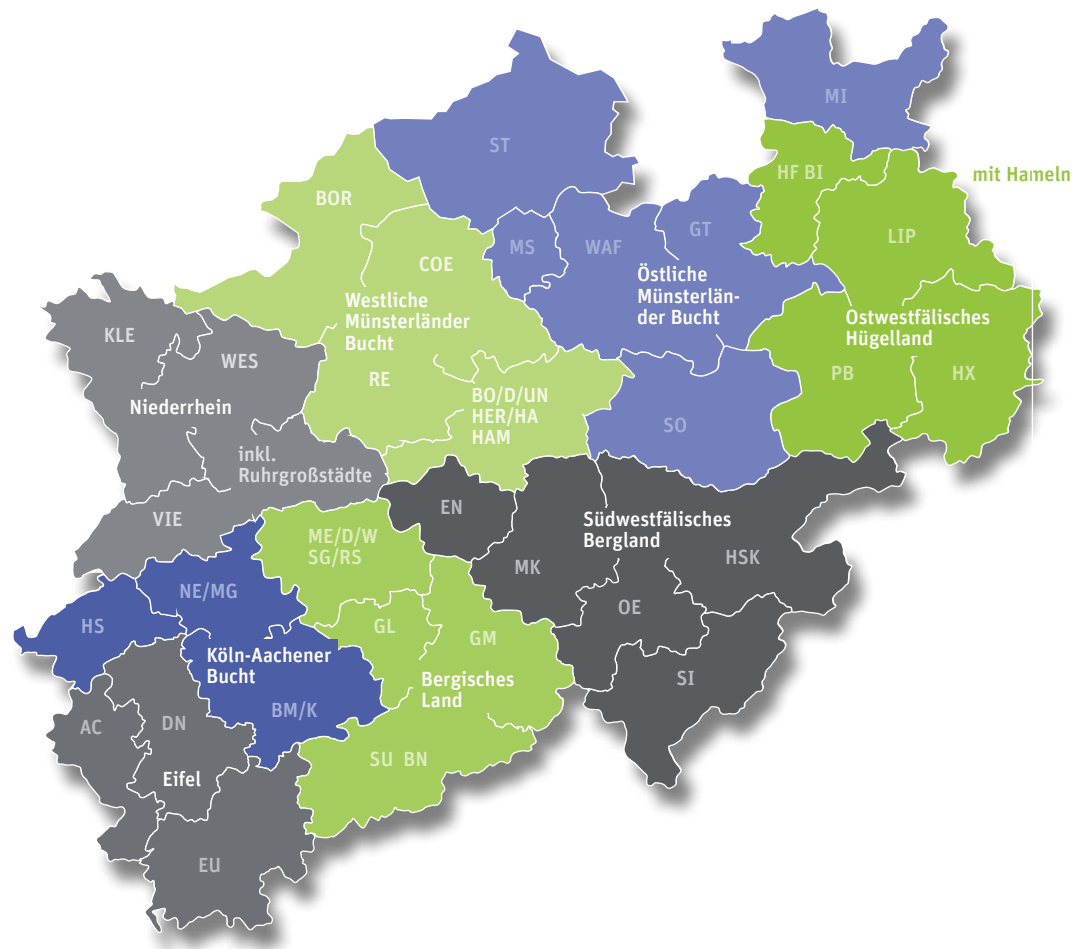 MI
ST
HF BI
mit Hameln
BOR
GT
LIP
MS
WAF
COE
Östliche
Münsterlän-
der Bucht
Westliche
Münsterländer
Bucht
Ostwestfälisches
Hügelland
KLE
WES
RE
PB
HX
BO/D/UN
HER/HA
HAM
Niederrhein
SO
inkl.
Ruhrgroßstädte
EN
VIE
Südwestfälisches
Bergland
ME/D/W
SG/RS
HSK
MK
NE/MG
OE
HS
GL
GM
Köln-Aachener
Bucht
Bergisches
Land
SI
BM/K
AC
DN
SU BN
Eifel
EU